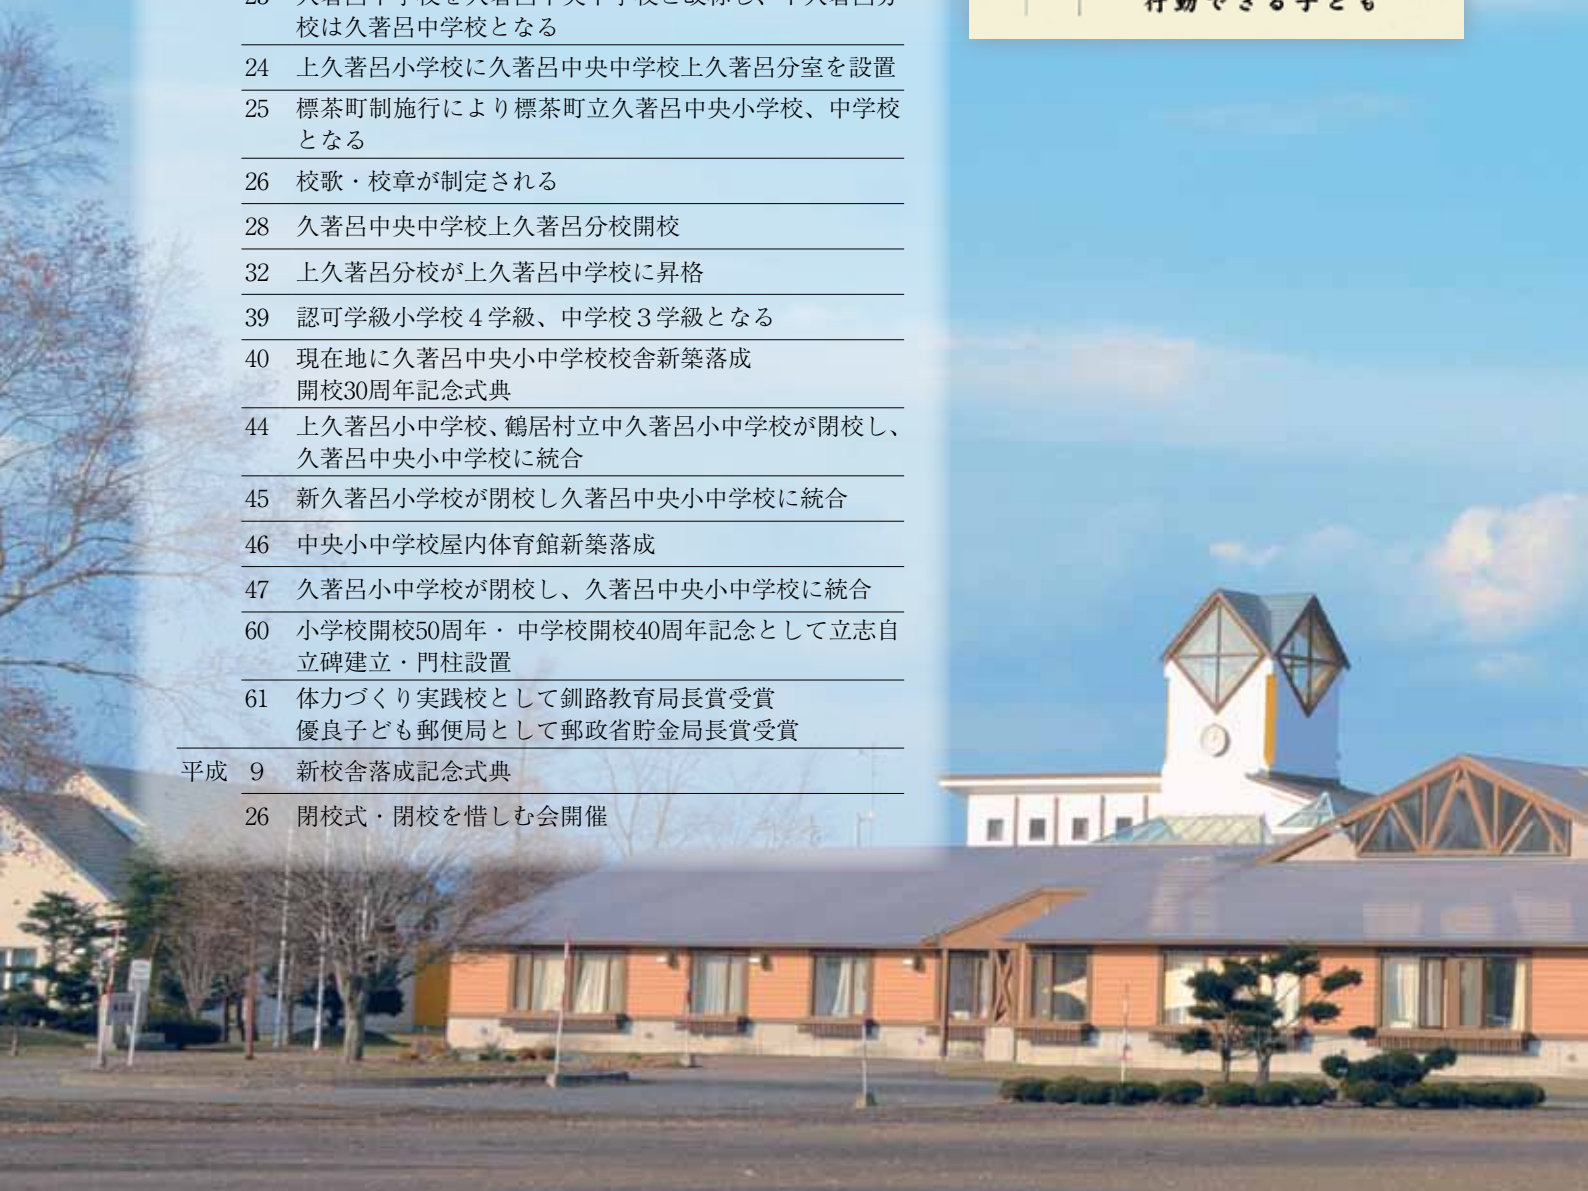 校は久著呂中学校となる
24 上久著呂小学校に久著呂中央中学校上久著呂分室を設置
25 標茶町制施行により標茶町立久著呂中央小学校、中学校
となる
26 校歌・校章が制定される
28 久著呂中央中学校上久著呂分校開校
32 上久著呂分校が上久著呂中学校に昇格
39 認可学級小学校４学級、中学校３学級となる
40 現在地に久著呂中央小中学校校舎新築落成
開校30周年記念式典
44 上久著呂小中学校、鶴居村立中久著呂小中学校が閉校し、
久著呂中央小中学校に統合
45 新久著呂小学校が閉校し久著呂中央小中学校に統合
46 中央小中学校屋内体育館新築落成
47 久著呂小中学校が閉校し、久著呂中央小中学校に統合
60 小学校開校50周年・ 中学校開校40周年記念として立志自
立碑建立・門柱設置
61 体力づくり実践校として釧路教育局長賞受賞
優良子ども郵便局として郵政省貯金局長賞受賞
平成 9 新校舎落成記念式典
26 閉校式・閉校を惜しむ会開催
行動できる子ども